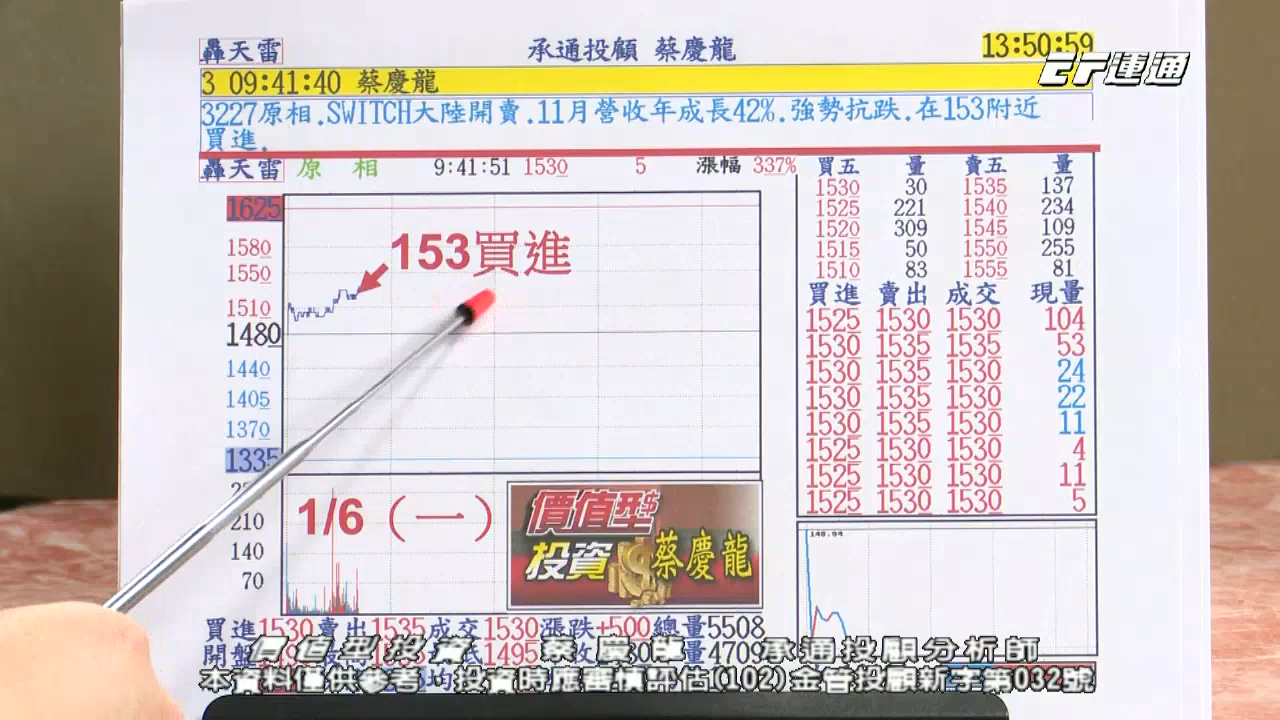 轟天雷 承通投顧 蔡慶龍 13:50:59
運通
3 09:41:40 蔡慶龍
3227原相.SWITCH大陸開賣.11月營收年成長42%.強勢抗跌.在153附近
買進.
轟天雷 原 相 9:41:51 1530 5 漲幅 337% 買五 量 賣五 量
1530 30 1535 137
1525 221 1540 234
1520 309 1545 109
1515 50 1550 255
1510 83 1555 81
買進 賣出 成交 現量
1525 1530 1530 104
1530 1535 1535 53
1530 1535 1530 24
1530 1535 1530 22
1530 1535 1530 11
1525 1530 1530 4
1525 1530 1530 11
1525 1530 1530 5
1625
1580
1550
1510
1480
1440
1405
1370
1335
153買進
210
140
70
1/6（一）
價值型$
投資 蔡慶龍
148.94
買進1530賣出1535成交1530漲跌+500總量5508
開盤 1495 量4709
價值型投資 蔡慶龍 承通投顧分析師
本資料僅供參考，投資時應審慎評估(102)金管投顧新字第032號